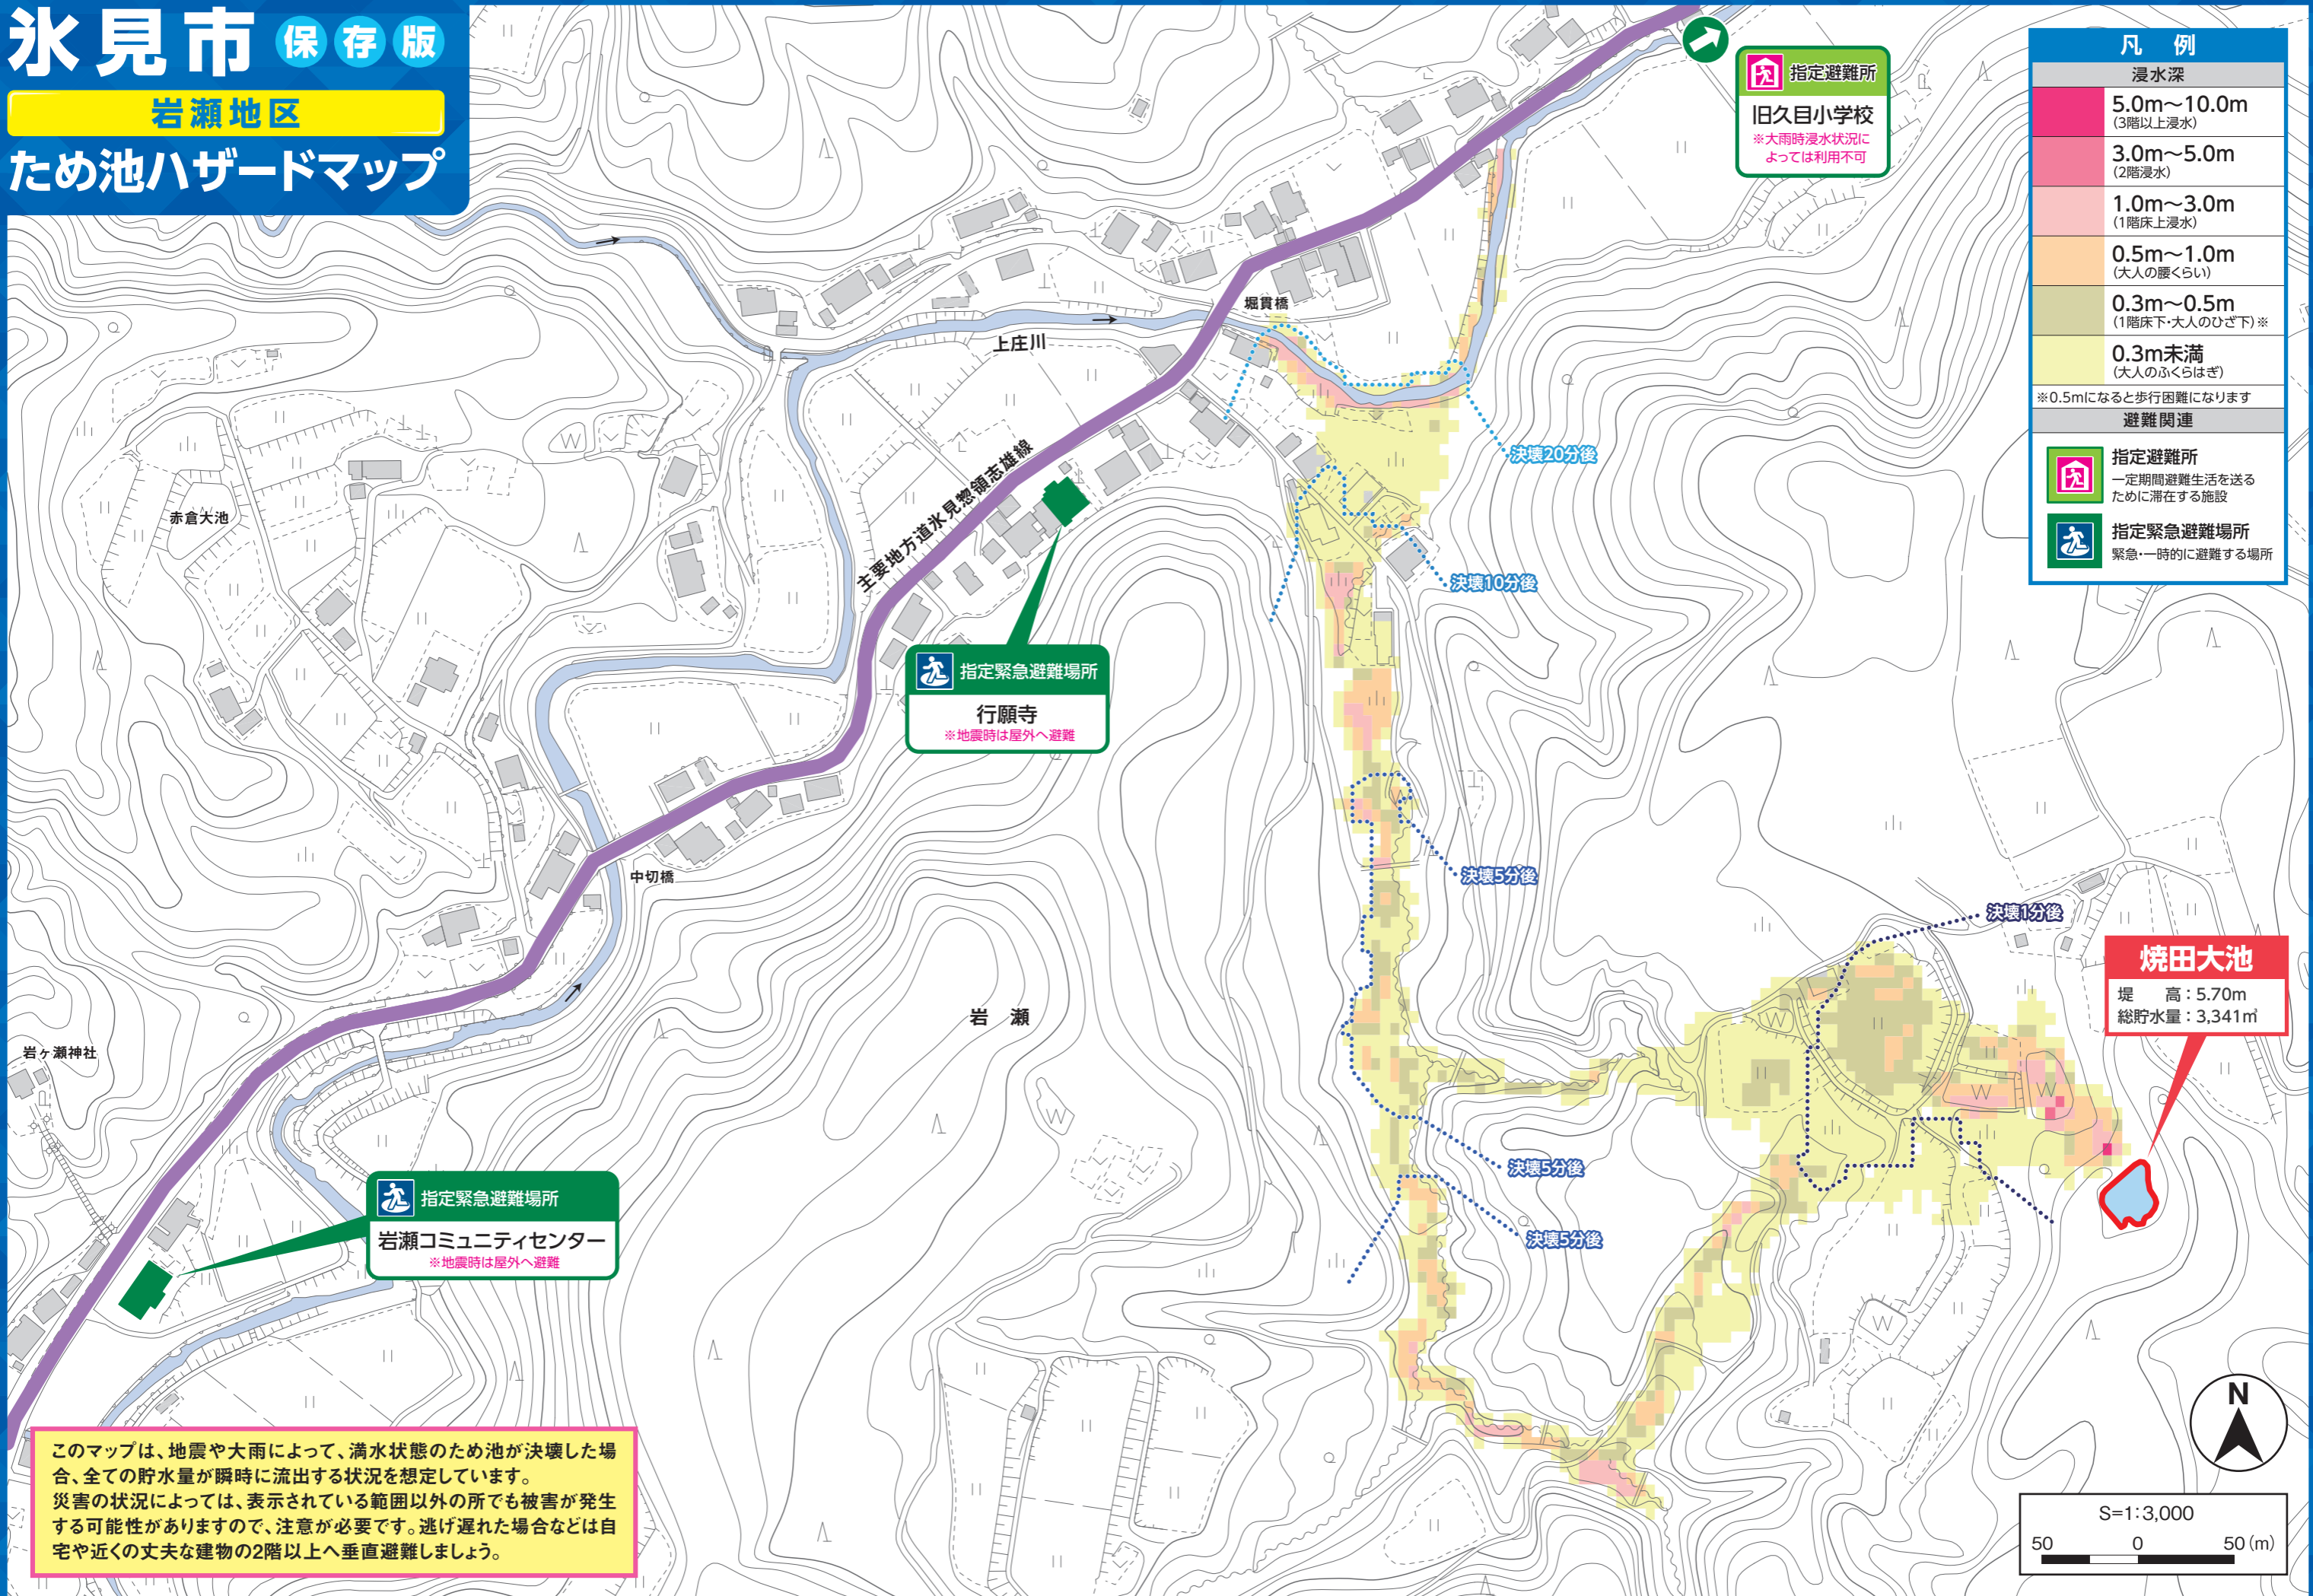 氷見市 保存版
岩瀬地区
ため池ハザードマップ
指定避難所
旧久目小学校
※大雨時浸水状況に
よっては利用不可
凡 例
浸水深
5.0m～10.0m
(3階以上浸水)
3.0m～5.0m
(2階浸水)
1.0m～3.0m
(1階床上浸水)
0.5m～1.0m
(大人の腰くらい)
0.3m～0.5m
(1階床下・大人のひざ下)※
0.3m未満
(大人のふくらはぎ)
※0.5mになると歩行困難になります
避難関連
指定避難所
一定期間避難生活を送る
ために滞在する施設
指定緊急避難場所
緊急・一時的に避難する場所
堀貫橋
上庄川
主要地方道氷見惣領志雄線
赤倉大池
決壊20分後
決壊10分後
指定緊急避難場所
行願寺
※地震時は屋外へ避難
中切橋
決壊5分後
決壊1分後
焼田大池
堤　高：5.70m
総貯水量：3,341㎥
岩 瀬
岩ヶ瀬神社
決壊5分後
決壊5分後
指定緊急避難場所
岩瀬コミュニティセンター
※地震時は屋外へ避難
このマップは、地震や大雨によって、満水状態のため池が決壊した場
合、全ての貯水量が瞬時に流出する状況を想定しています。
災害の状況によっては、表示されている範囲以外の所でも被害が発生
する可能性がありますので、注意が必要です。逃げ遅れた場合などは自
宅や近くの丈夫な建物の2階以上へ垂直避難しましょう。
N
S=1:3,000
50 0 50(m)